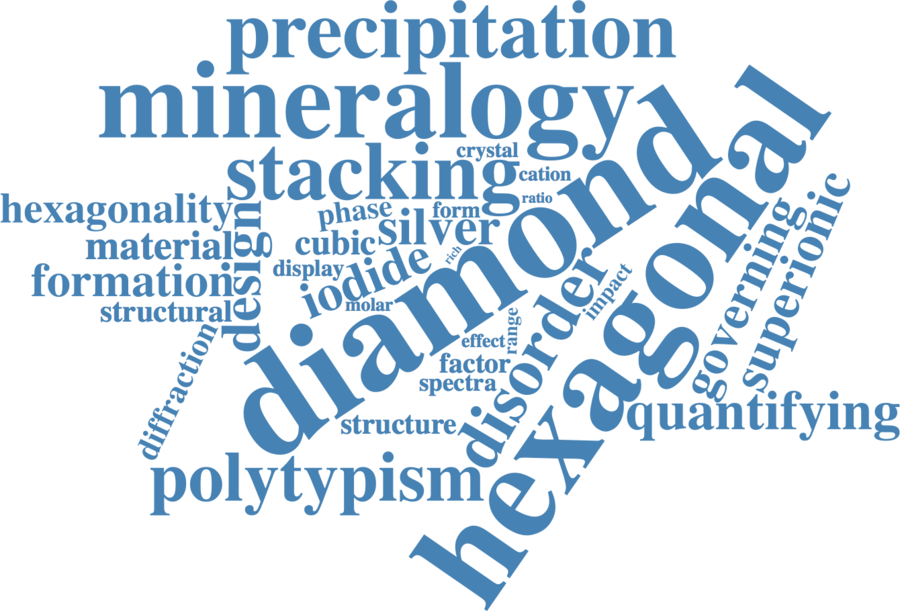 precipitation
mineralogy
diamond
hexagonal
crystal
stacking
cation
ratio
hexagonality
phase
form
silver
superionic
governing
design
material
cubic
rich
display
iodide
formation
molar
structural
impact
disorder
range
effect
diffraction
factor
spectra
structure
quantifying
polytypism